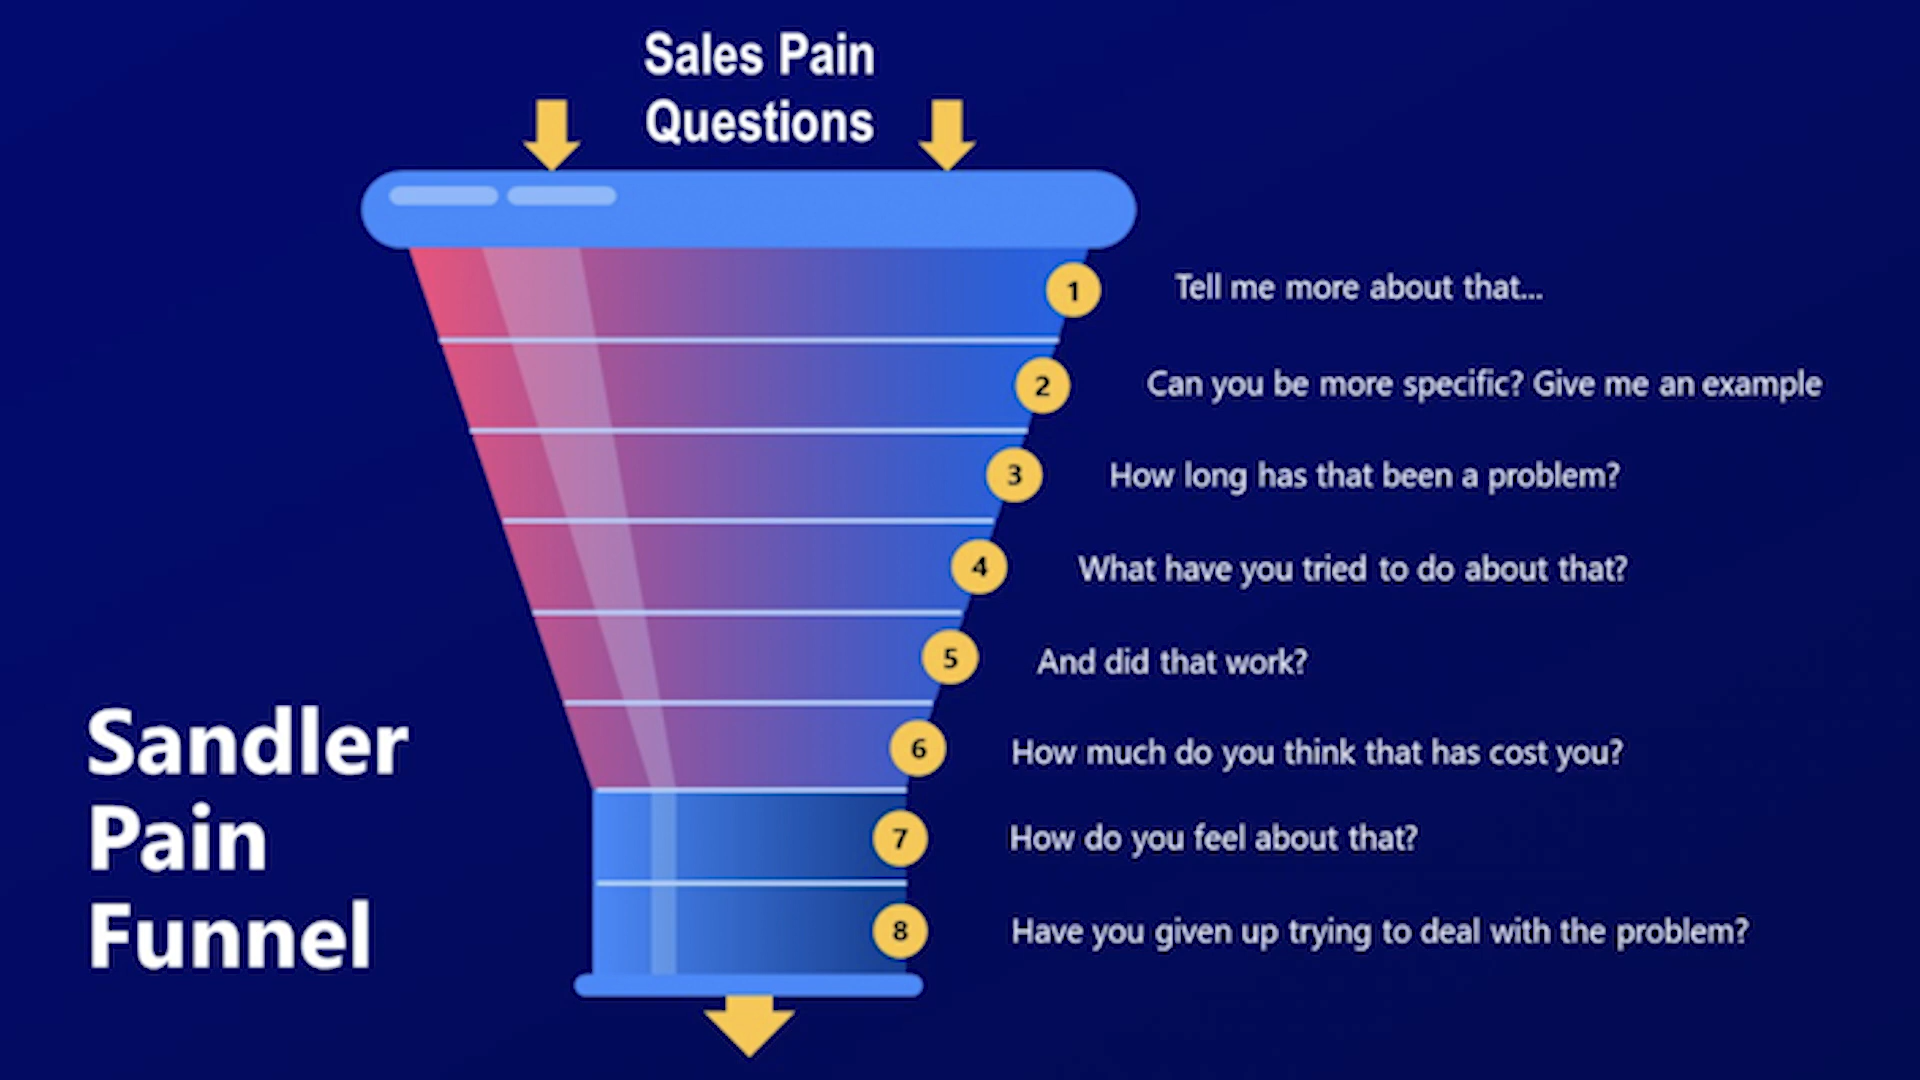 Sales Pain
Questions
1 Tell me more about that...
2 Can you be more specific? Give me an example
3 How long has that been a problem?
4 What have you tried to do about that?
5 And did that work?
6 How much do you think that has cost you?
7 How do you feel about that?
8 Have you given up trying to deal with the problem?
Sandler
Pain
Funnel